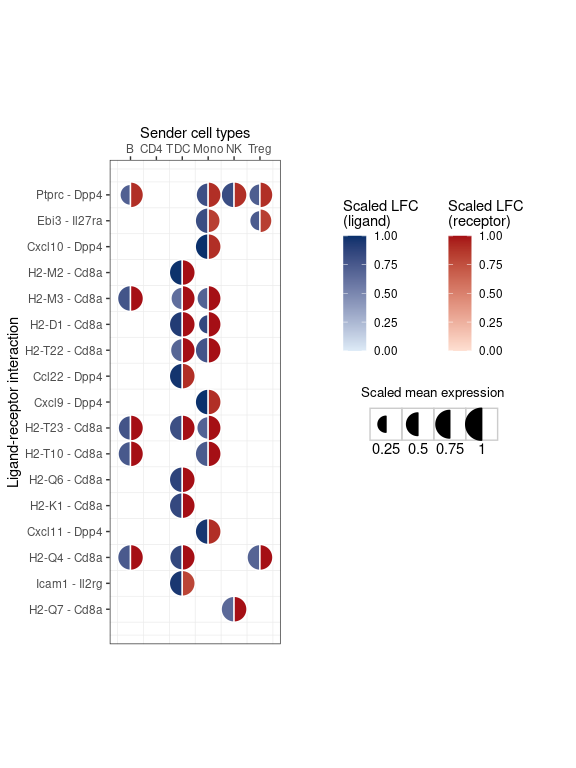 Sender cell types
B CD4 T DC Mono NK Treg
Ligand-receptor interaction
Ptprc - Dpp4
Ebi3 - Il27ra
Cxcl10 - Dpp4
H2-M2 - Cd8a
H2-M3 - Cd8a
H2-D1 - Cd8a
H2-T22 - Cd8a
Ccl22 - Dpp4
Cxcl9 - Dpp4
H2-T23 - Cd8a
H2-T10 - Cd8a
H2-Q6 - Cd8a
H2-K1 - Cd8a
Cxcl11 - Dpp4
H2-Q4 - Cd8a
Icam1 - Il2rg
H2-Q7 - Cd8a
Scaled LFC
(ligand)
1.00
0.75
0.50
0.25
0.00
Scaled LFC
(receptor)
1.00
0.75
0.50
0.25
0.00
Scaled mean expression
0.25 0.5 0.75 1